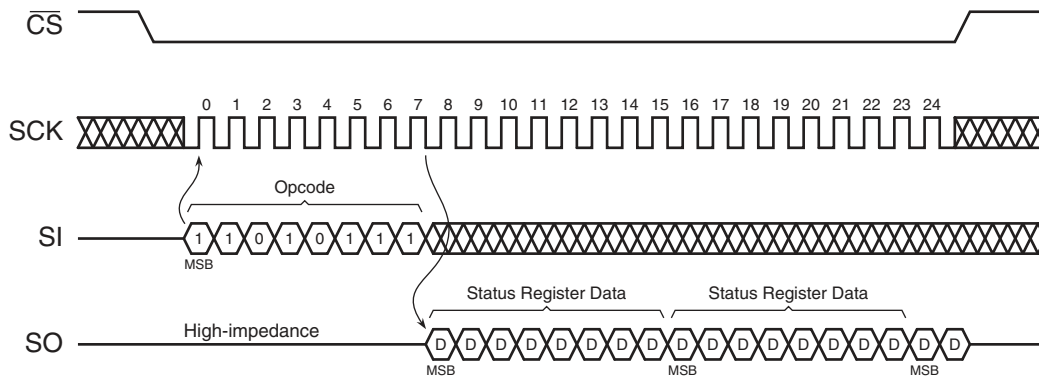 CS
0 1 2 3 4 5 6 7 8 9 10 11 12 13 14 15 16 17 18 19 20 21 22 23 24
SCK
Opcode
SI 1 1 0 1 0 1 1 1
MSB
Status Register Data Status Register Data
High-impedance
SO D D D D D D D D D D D D D D D D D D
MSB MSB MSB